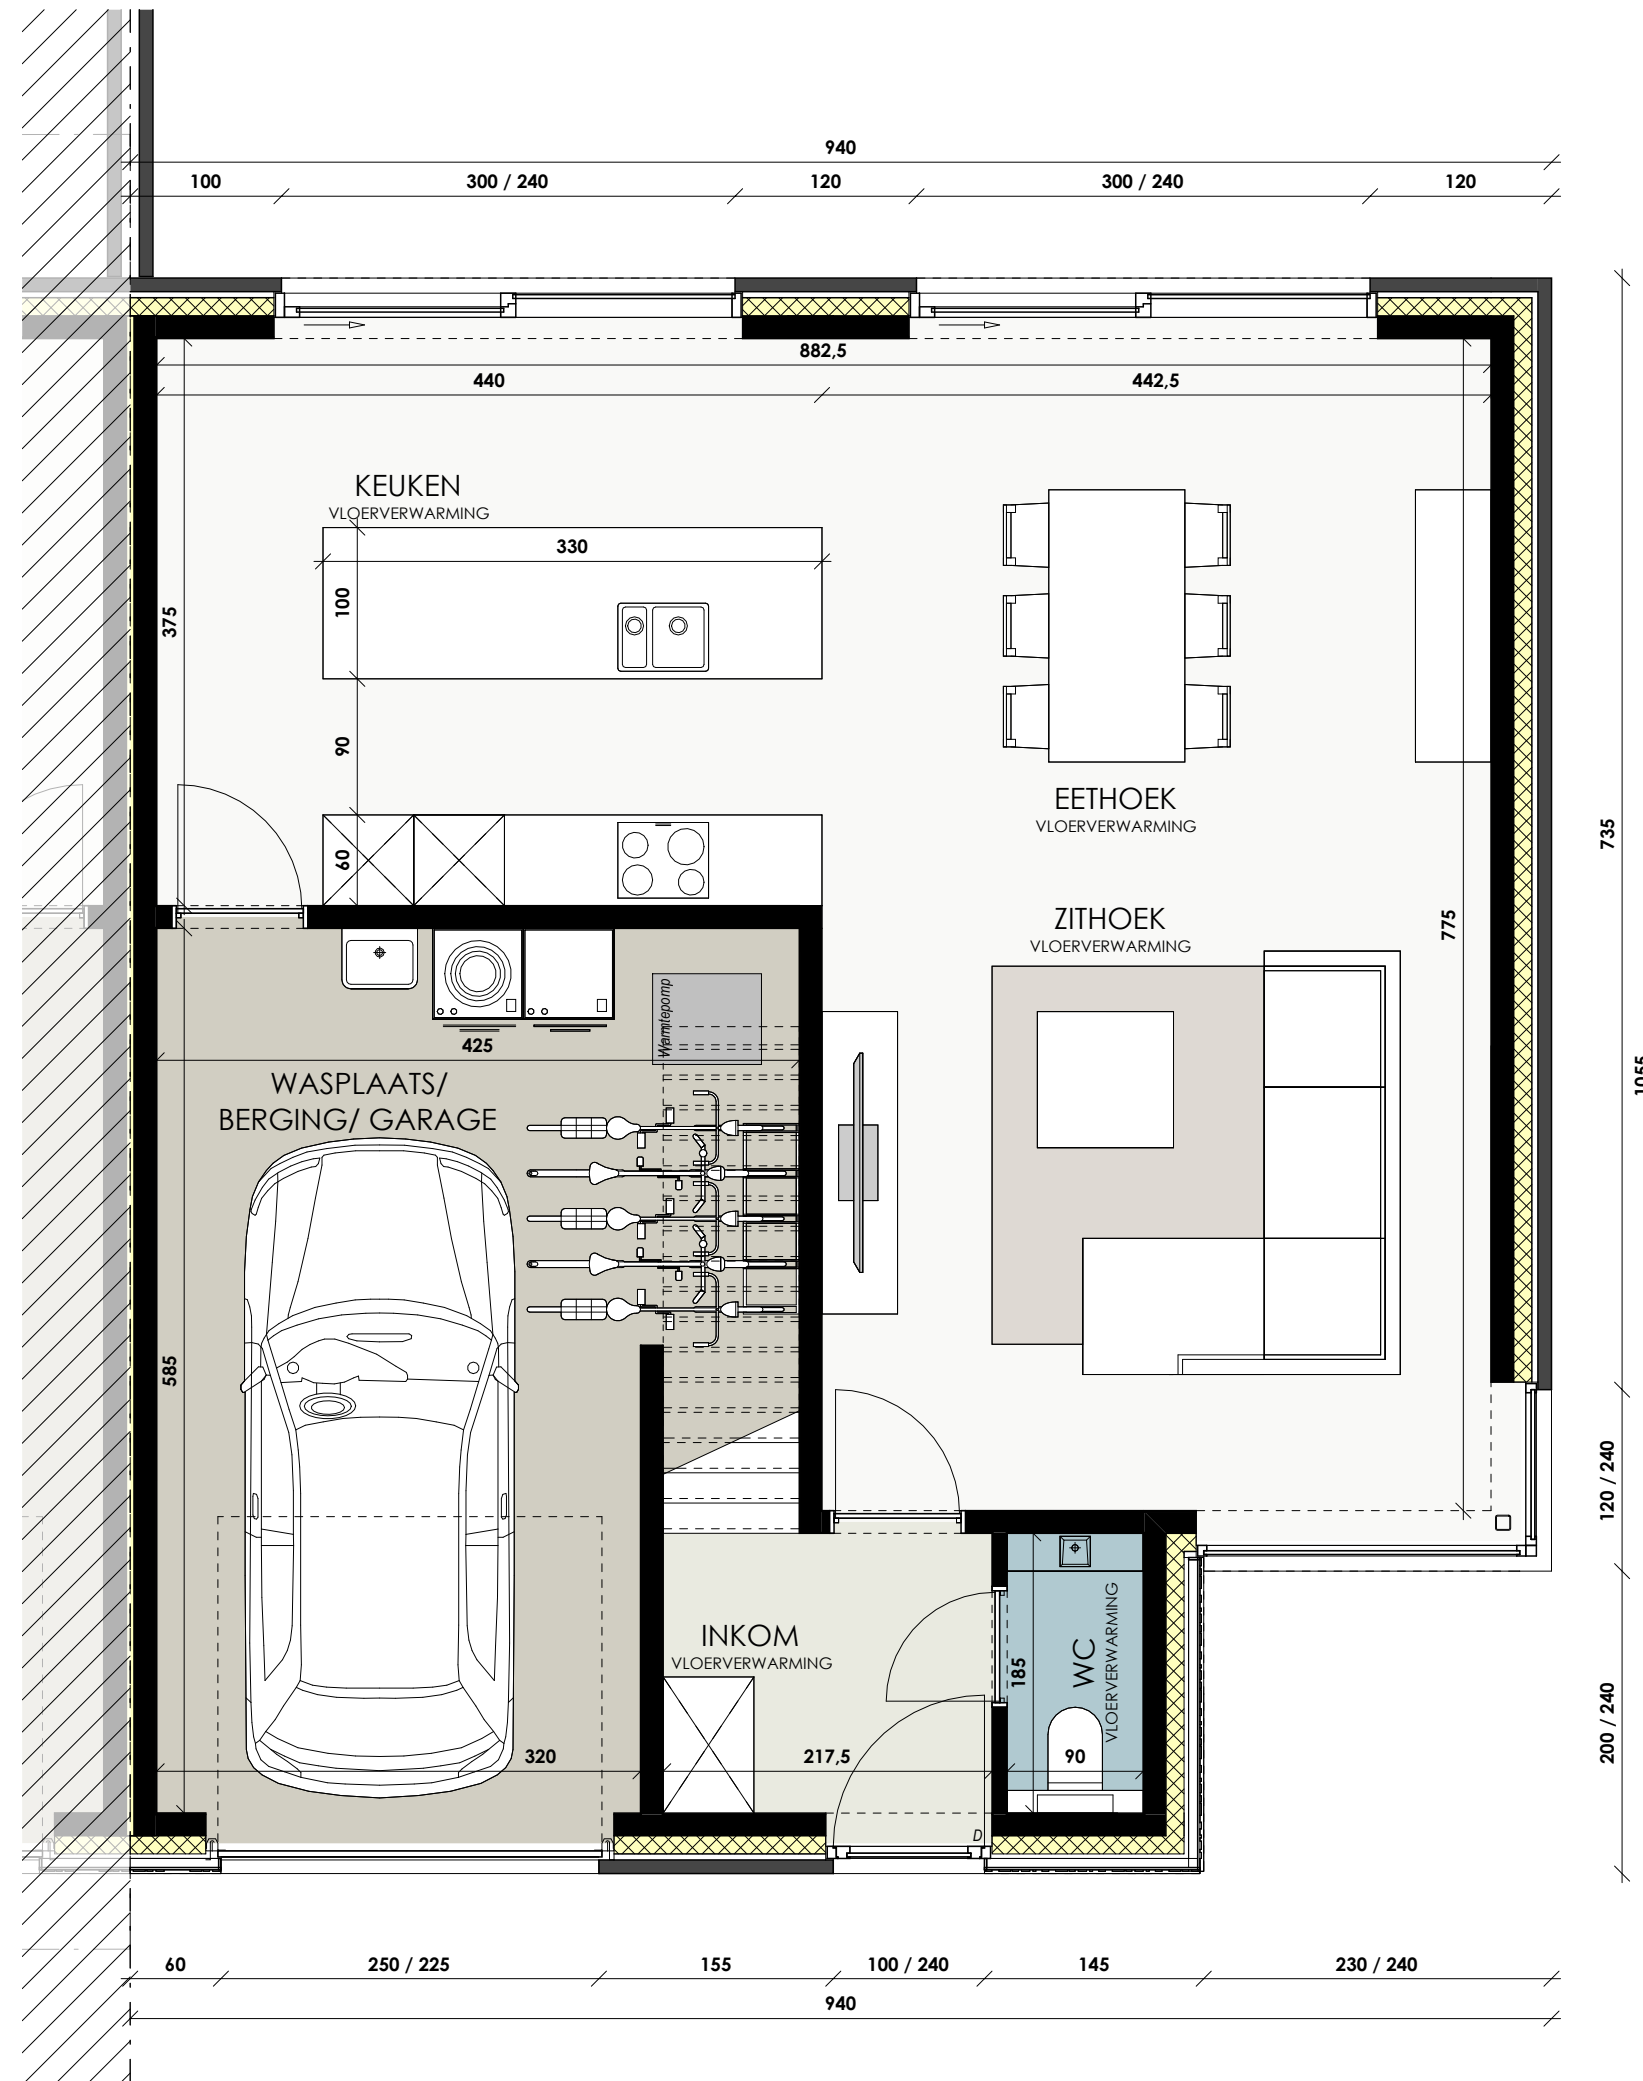 940
100
300 / 240
120
300 / 240
120
882,5
440
442,5
KEUKEN
VLOERVERWARMING
330
100
375
90
60
EETHOEK
VLOERVERWARMING
735
ZITHOEK
VLOERVERWARMING
775
Warmtepomp
425
WASPLAATS/
BERGING/ GARAGE
1055
585
120 / 240
INKOM
VLOERVERWARMING
185
WC
VLOERVERWARMING
200 / 240
320
217,5
90
D
60
250 / 225
155
100 / 240
145
230 / 240
940